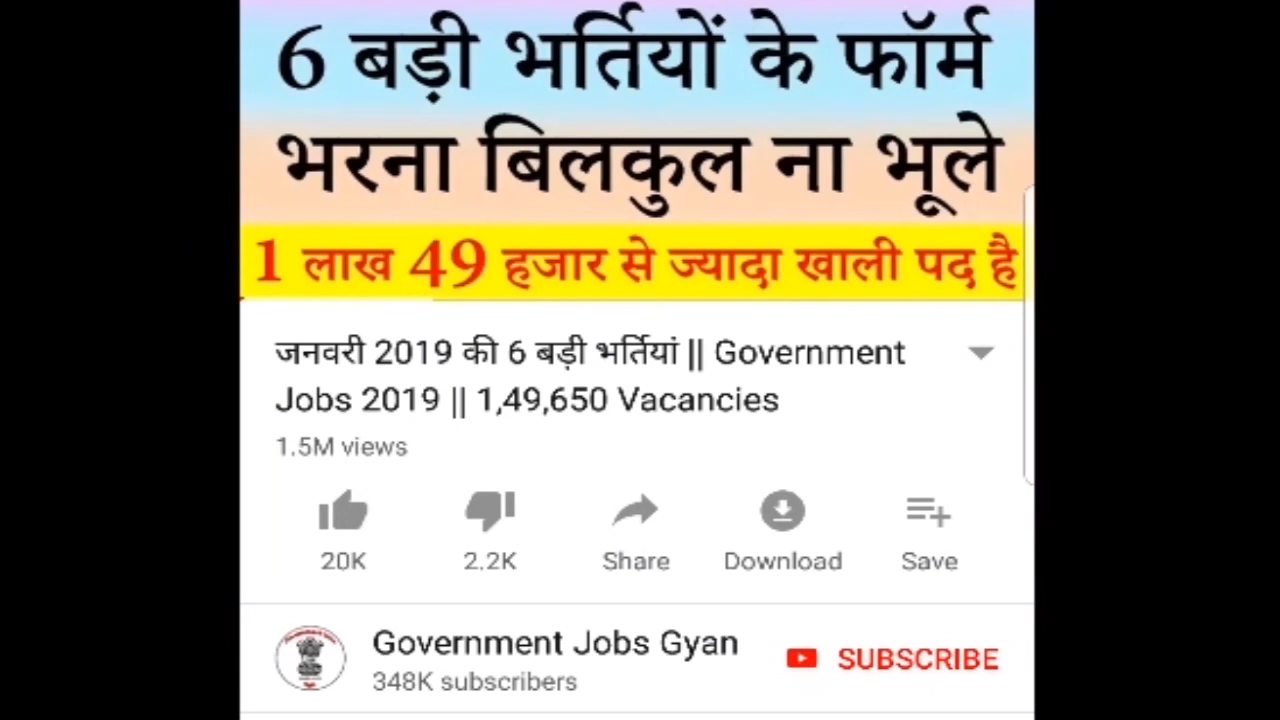 6 बड़ी भर्तियों के फॉर्म
भरना बिलकुल ना भूले
1 लाख 49 हजार से ज्यादा खाली पद है
जनवरी 2019 की 6 बड़ी भर्तियां || Government
Jobs 2019 || 1,49,650 Vacancies
1.5M views
20K 2.2K Share Download Save
Government Jobs Gyan
348K subscribers
SUBSCRIBE